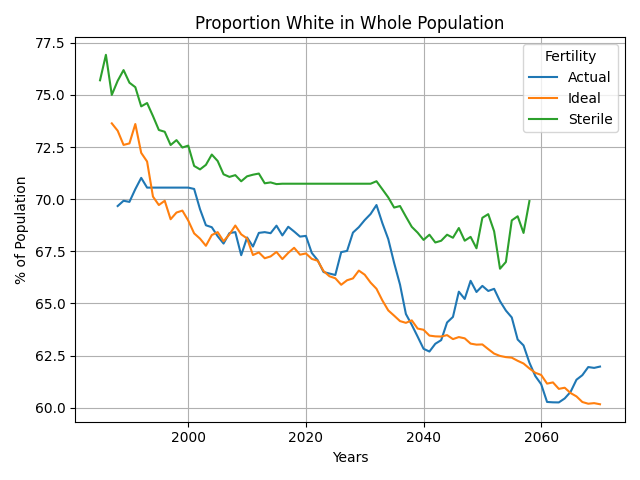 Proportion White in Whole Population
% of Population
77.5
75.0
72.5
70.0
67.5
65.0
62.5
60.0
Fertility
Actual
Ideal
Sterile
2000
2020
2040
2060
Years